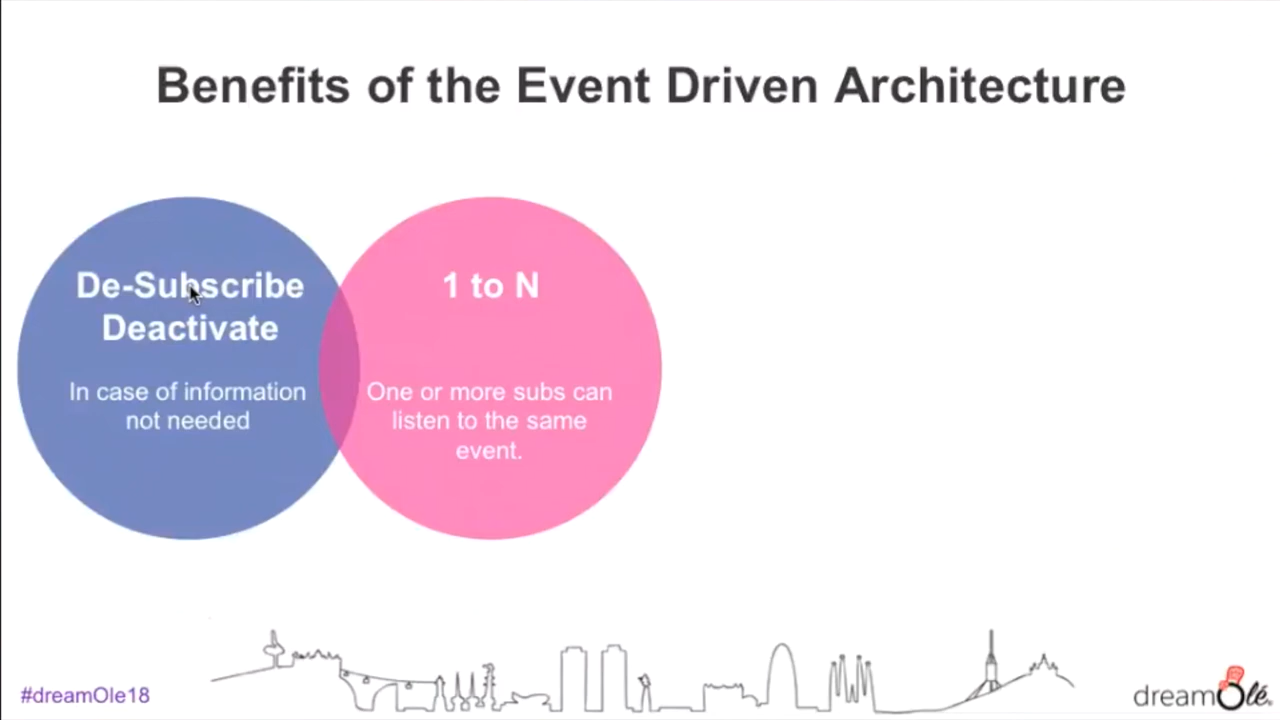 Benefits of the Event Driven Architecture
De-Subscribe
Deactivate
In case of information
not needed
1 to N
One or more subs can
listen to the same
event.
#dreamOle18
dreamOlé.